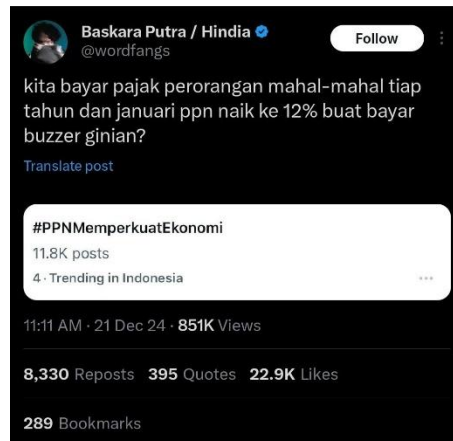 Baskara Putra / Hindia
@wordfangs
Follow
kita bayar pajak perorangan mahal-mahal tiap
tahun dan januari ppn naik ke 12% buat bayar
buzzer ginian?
Translate post
#PPNMemperkuatEkonomi
11.8K posts
4 · Trending in Indonesia
11:11 AM · 21 Dec 24 · 851K Views
8,330 Reposts 395 Quotes 22.9K Likes
289 Bookmarks